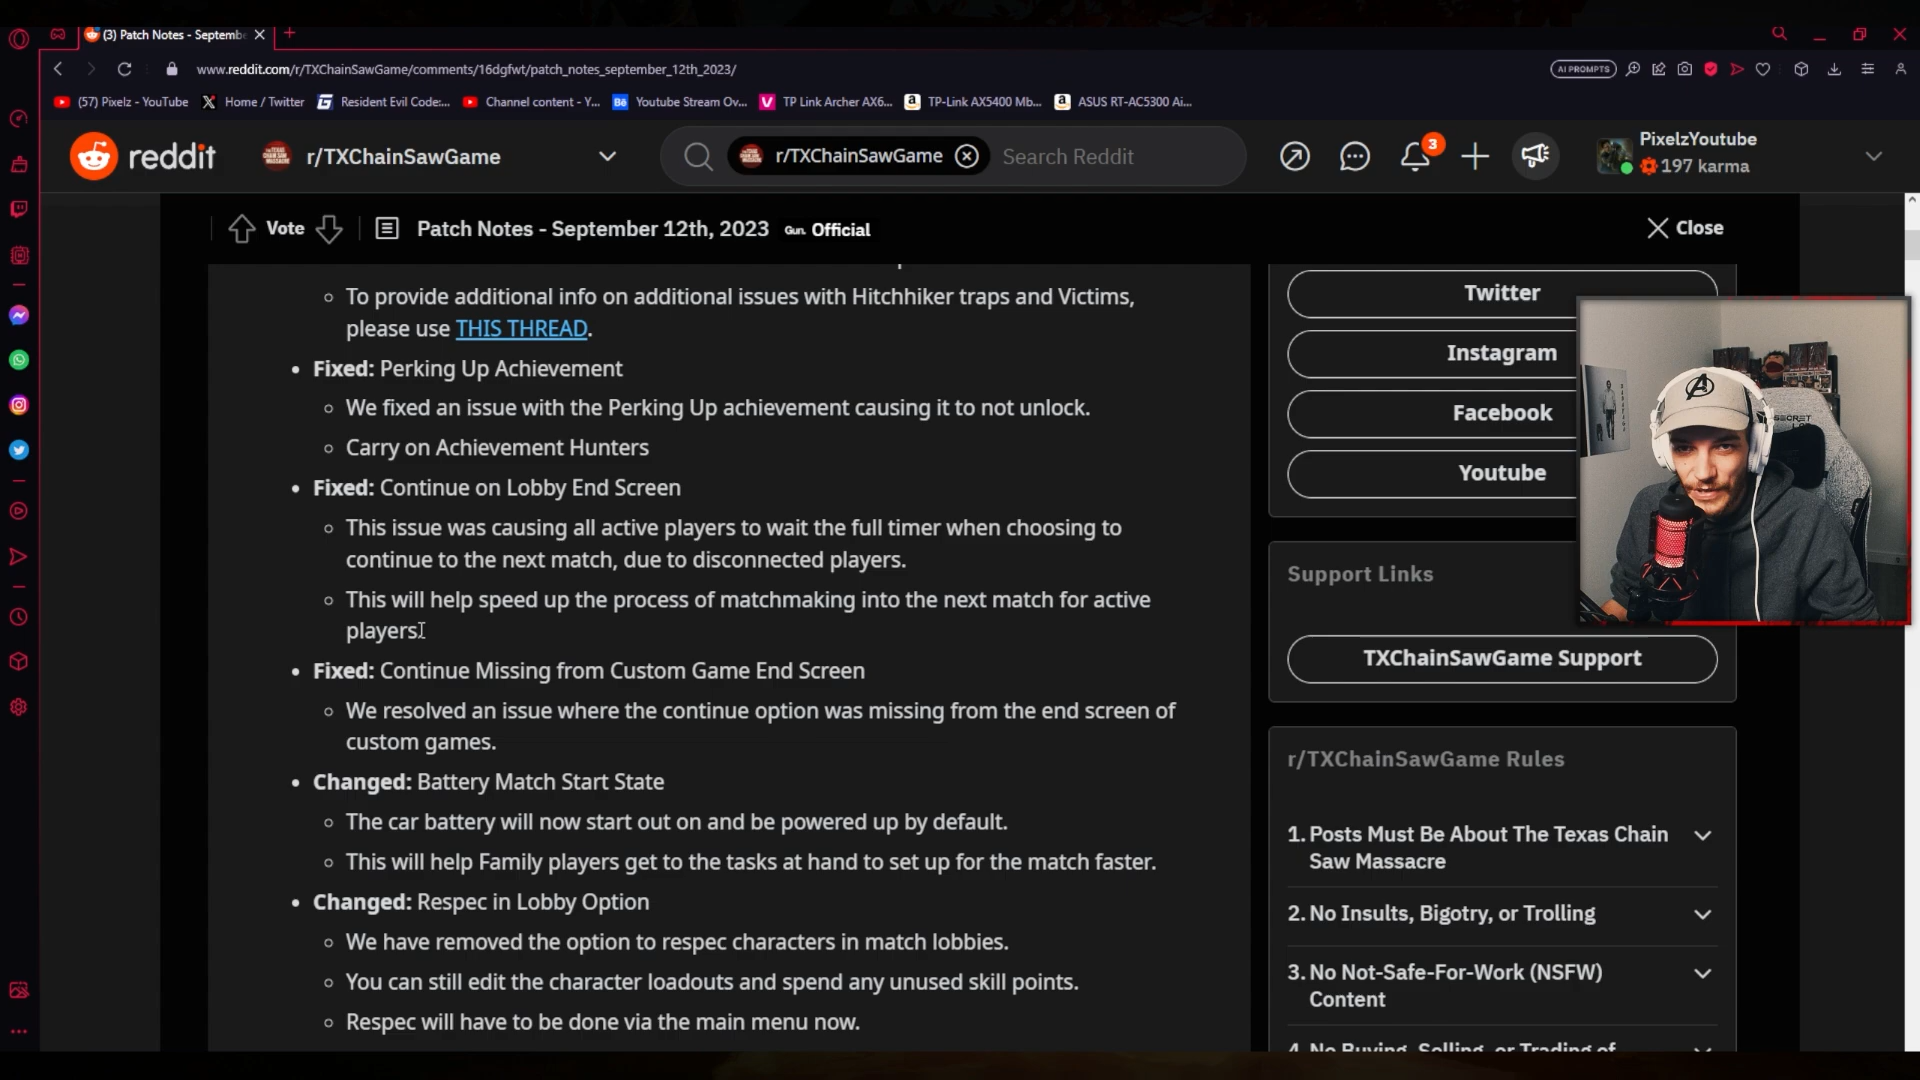 (3) Patch Notes - Septembe
www.reddit.com/r/TXChainSawGame/comments/16dgfwt/patch_notes_september_12th_2023/
AI PROMPTS
(57) Pixelz - YouTube
Home / Twitter
Resident Evil Code:...
Channel content - Y...
Bē
Youtube Stream Ov...
TP Link Archer AX6...
TP-Link AX5400 Mb...
ASUS RT-AC5300 Ai...
reddit
r/TXChainSawGame
r/TXChainSawGame
Search Reddit
3
PixelzYoutube
197 karma
Vote
Patch Notes - September 12th, 2023
Gun. Official
Close
To provide additional info on additional issues with Hitchhiker traps and Victims,
please use THIS THREAD.
Fixed: Perking Up Achievement
We fixed an issue with the Perking Up achievement causing it to not unlock.
Carry on Achievement Hunters
Fixed: Continue on Lobby End Screen
This issue was causing all active players to wait the full timer when choosing to
continue to the next match, due to disconnected players.
This will help speed up the process of matchmaking into the next match for active
players.
Fixed: Continue Missing from Custom Game End Screen
We resolved an issue where the continue option was missing from the end screen of
custom games.
Changed: Battery Match Start State
The car battery will now start out on and be powered up by default.
This will help Family players get to the tasks at hand to set up for the match faster.
Changed: Respec in Lobby Option
We have removed the option to respec characters in match lobbies.
You can still edit the character loadouts and spend any unused skill points.
Respec will have to be done via the main menu now.
Twitter
Instagram
Facebook
Youtube
SECRET
Support Links
TXChainSawGame Support
r/TXChainSawGame Rules
1. Posts Must Be About The Texas Chain
Saw Massacre
2. No Insults, Bigotry, or Trolling
3. No Not-Safe-For-Work (NSFW)
Content
4. No Buying, Selling, or Trading of